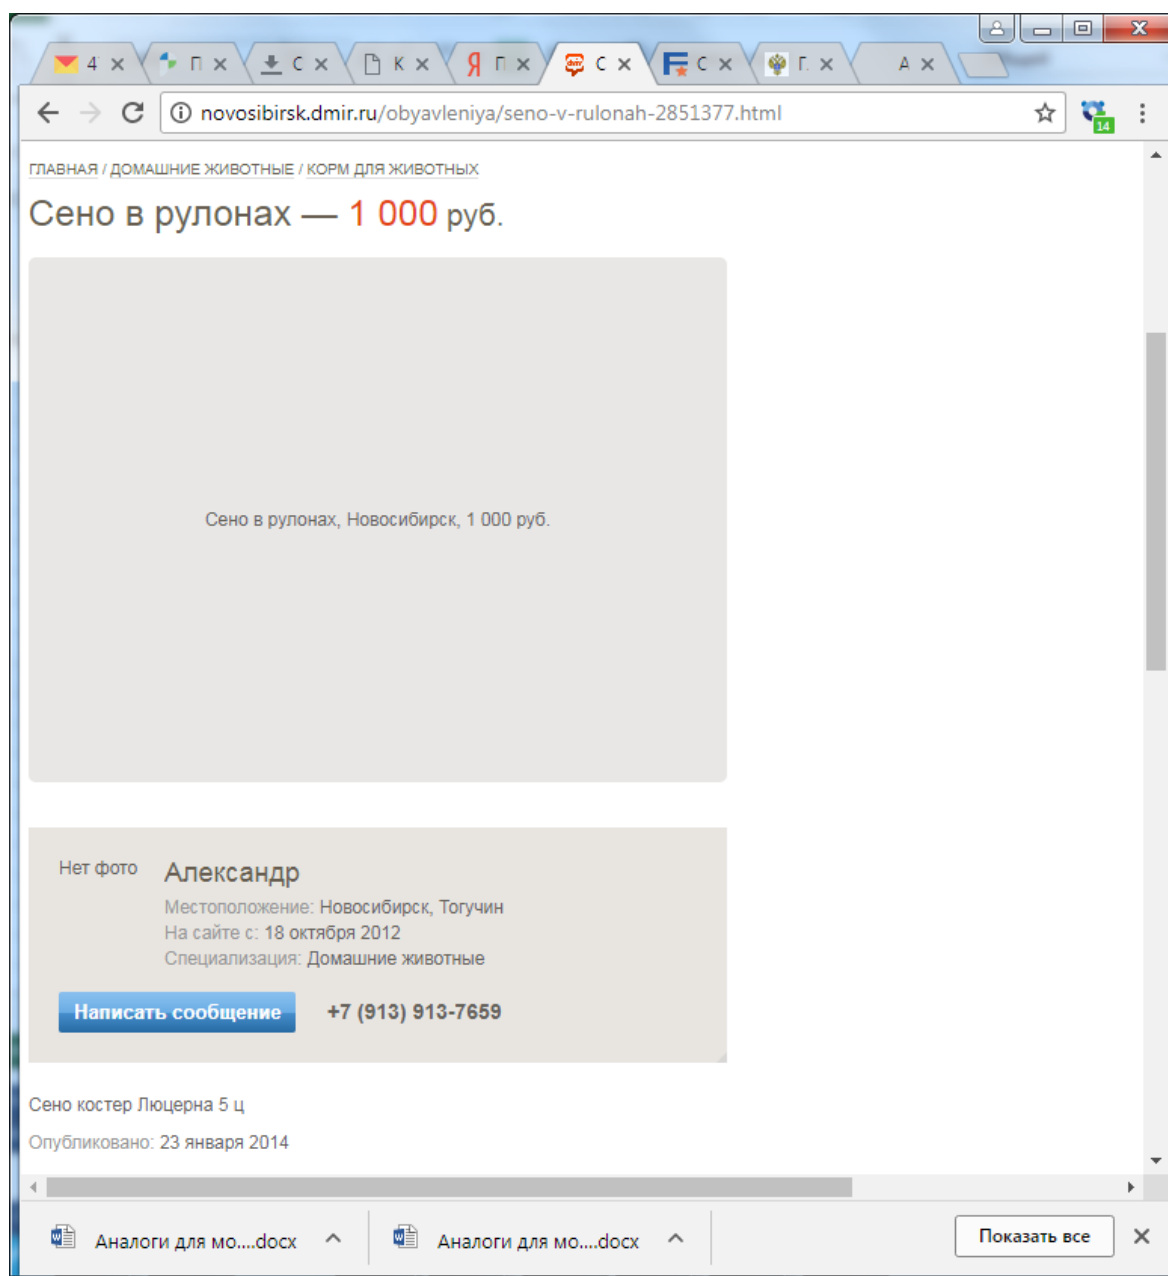 4
П
С
К
П
С
С
Г.
А
novosibirsk.dmir.ru/obyavleniya/seno-v-rulonah-2851377.html
14
ГЛАВНАЯ / ДОМАШНИЕ ЖИВОТНЫЕ / КОРМ ДЛЯ ЖИВОТНЫХ
Сено в рулонах — 1 000 руб.
Сено в рулонах, Новосибирск, 1 000 руб.
Нет фото
Александр
Местоположение: Новосибирск, Тогучин
На сайте с: 18 октября 2012
Специализация: Домашние животные
Написать сообщение +7 (913) 913-7659
Сено костер Люцерна 5 ц
Опубликовано: 23 января 2014
Аналоги для мо....docx Аналоги для мо....docx Показать все